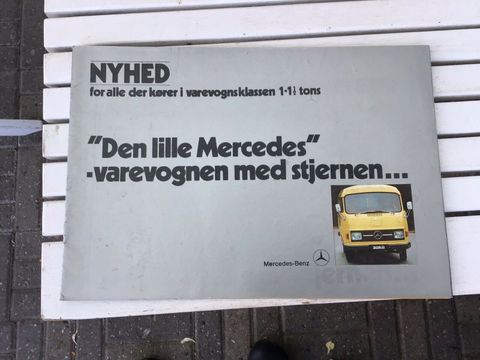 NYHED
for alle der kører i varevognsklassen 1-1½ tons
"Den lille Mercedes"
-varevognen med stjernen...
Mercedes-Benz